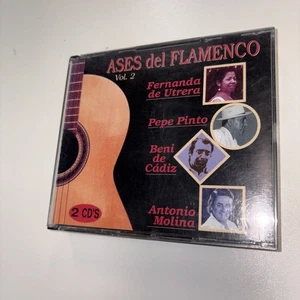 ASES del FLAMENCO
Vol. 2
Fernanda
de Utrera
Pepe Pinto
Beni
de
Cádiz
Antonio
Molina
2 CD'S